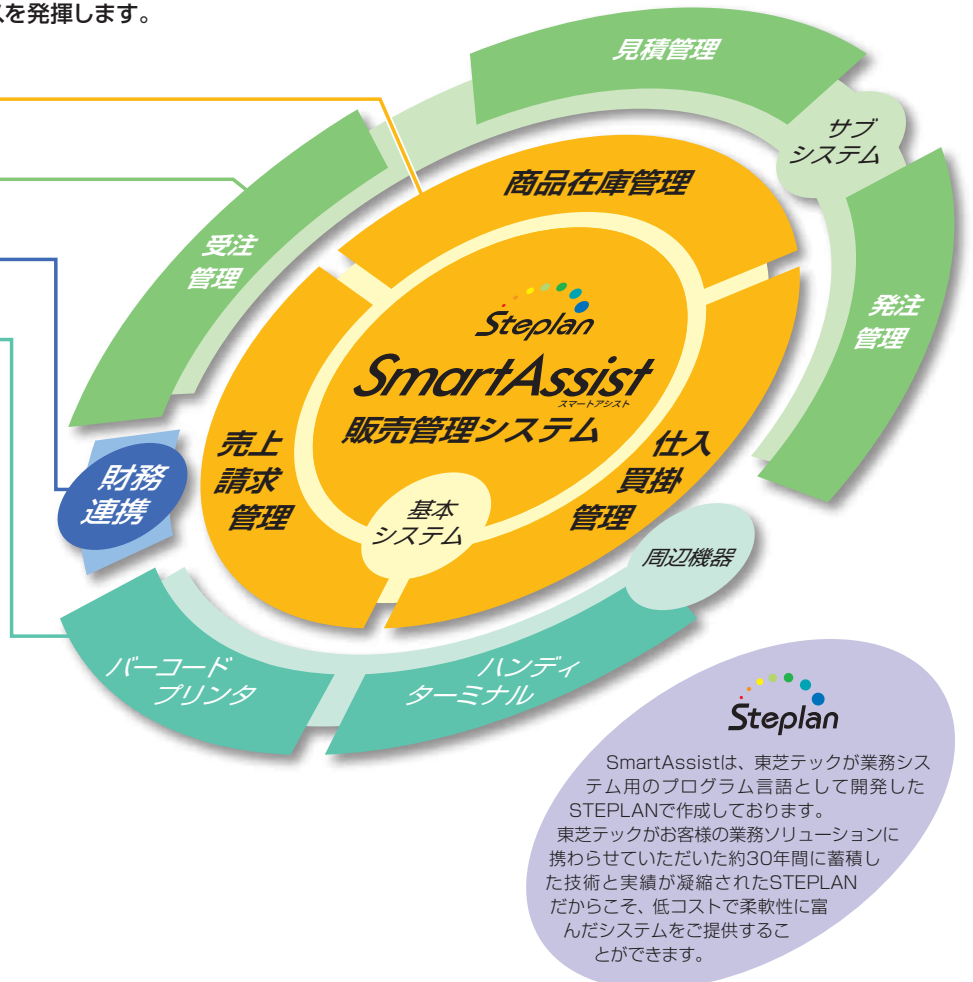 を発揮します。
見積管理
サブ
システム
商品在庫管理
受注
管理
発注
管理
Steplan
SmartAssist
スマートアシスト
販売管理システム
売上
請求
管理
仕入
買掛
管理
財務
連携
基本
システム
周辺機器
バーコード
プリンタ
ハンディ
ターミナル
Steplan
SmartAssistは、東芝テックが業務シス
テム用のプログラム言語として開発した
STEPLANで作成しております。
東芝テックがお客様の業務ソリューションに
携わらせていただいた約30年間に蓄積し
た技術と実績が凝縮されたSTEPLAN
だからこそ、低コストで柔軟性に富
んだシステムをご提供するこ
とができます。